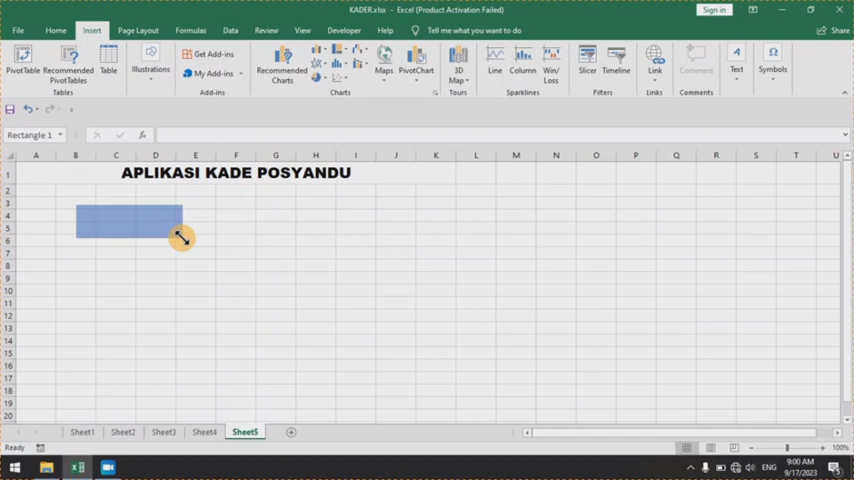 KADER.xlsx - Excel (Product Activation Failed)
Sign in
File Home Insert Page Layout Formulas Data Review View Developer Help Tell me what you want to do Share
PivotTable
Recommended PivotTables
Table
Tables
Illustrations
Get Add-ins
My Add-ins
Add-ins
Recommended Charts
Maps
PivotChart
Charts
3D Map
Tours
Line
Column
Win/Loss
Sparklines
Slicer
Timeline
Filters
Link
Links
Comment
Comments
Text
Symbols
Rectangle 1
fx
A B C D E F G H I J K L M N O P Q R S T U
1 APLIKASI KADE POSYANDU
2
3
4
5
6
7
8
9
10
11
12
13
14
15
16
17
18
19
20
Sheet1 Sheet2 Sheet3 Sheet4 Sheet5
Ready
100%
ENG
9:00 AM
9/17/2023